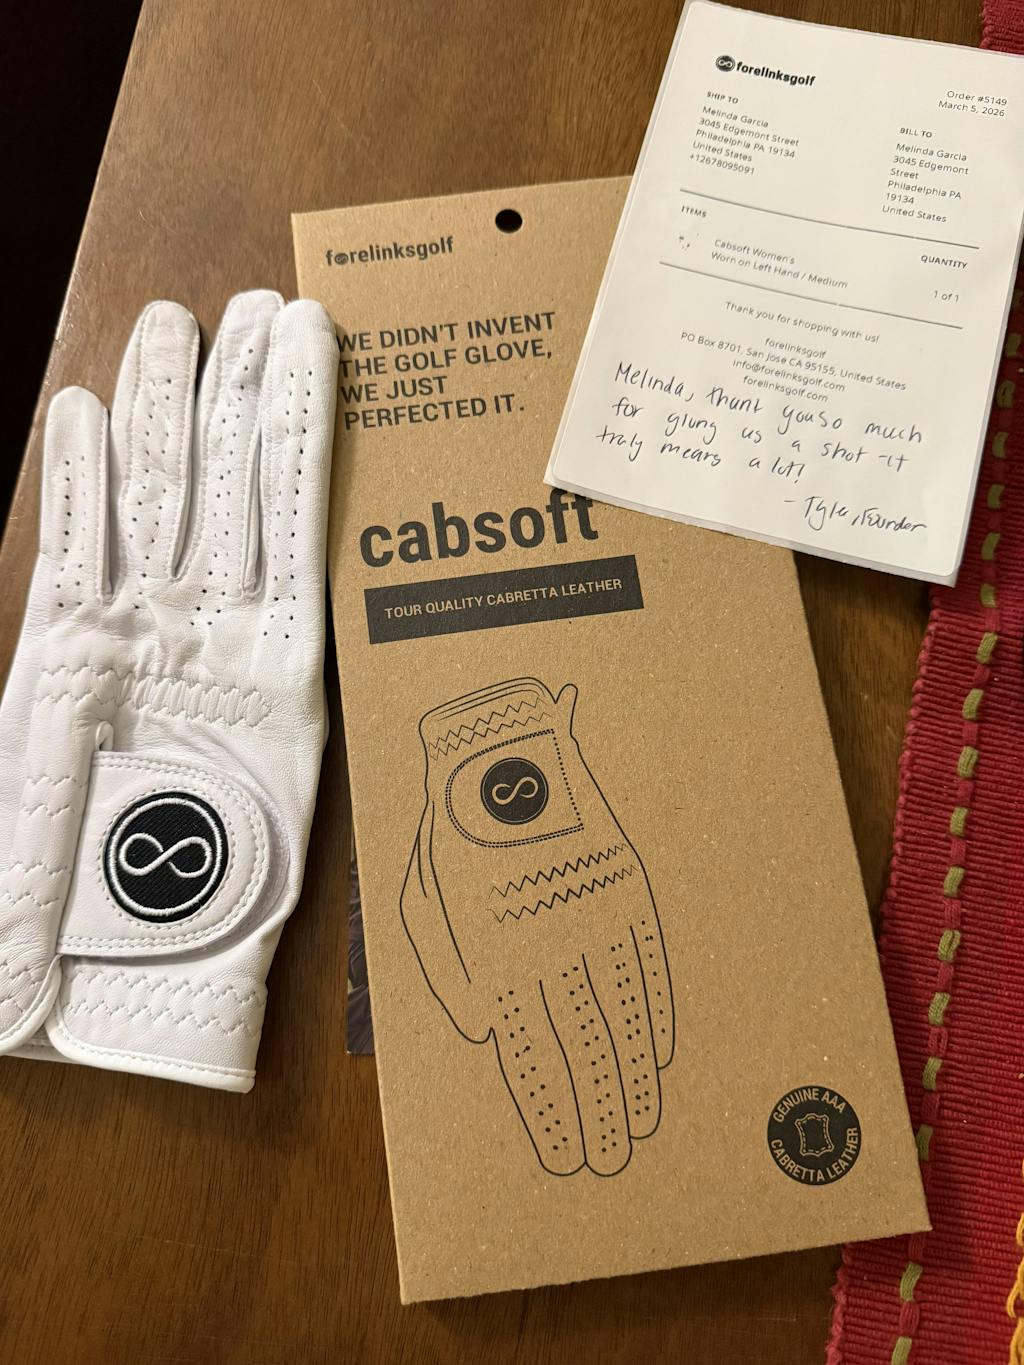 forelinksgolf
WE DIDN'T INVENT
THE GOLF GLOVE,
WE JUST
PERFECTED IT.
cabsoft
TOUR QUALITY CABRETTA LEATHER
GENUINE AAA
CABRETTA LEATHER
forelinksgolf
Order #5149
March 5, 2026
SHIP TO
Melinda Garcia
3045 Edgemont Street
Philadelphia PA 19134
United States
+12678095091
BILL TO
Melinda Garcia
3045 Edgemont
Street
Philadelphia PA
19134
United States
ITEMS
QUANTITY
Cabsoft Women's
Worn on Left Hand / Medium
1 of 1
Thank you for shopping with us!
forelinksgolf
PO Box 8701, San Jose CA 95155, United States
info@forelinksgolf.com
forelinksgolf.com
Melinda, thank you so much
for giving us a shot - it
truly means a lot!
- Tyler, Founder